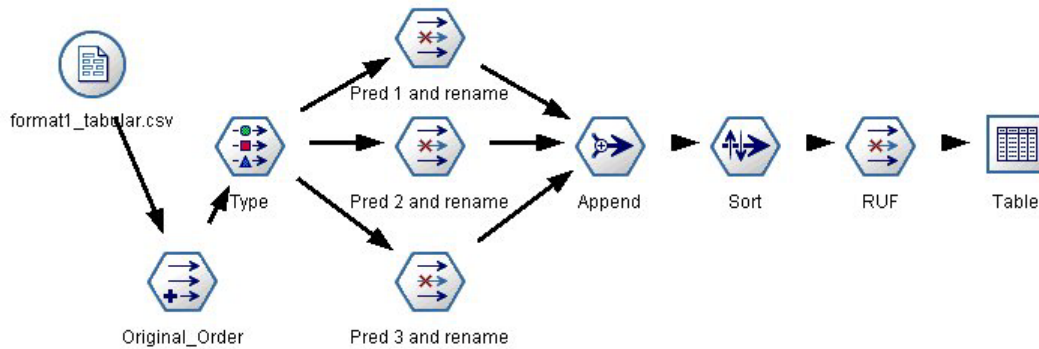 Pred 1 and rename
format1_tabular.csv
Type
Pred 2 and rename
Append
Sort
RUF
Table
Original_Order
Pred 3 and rename